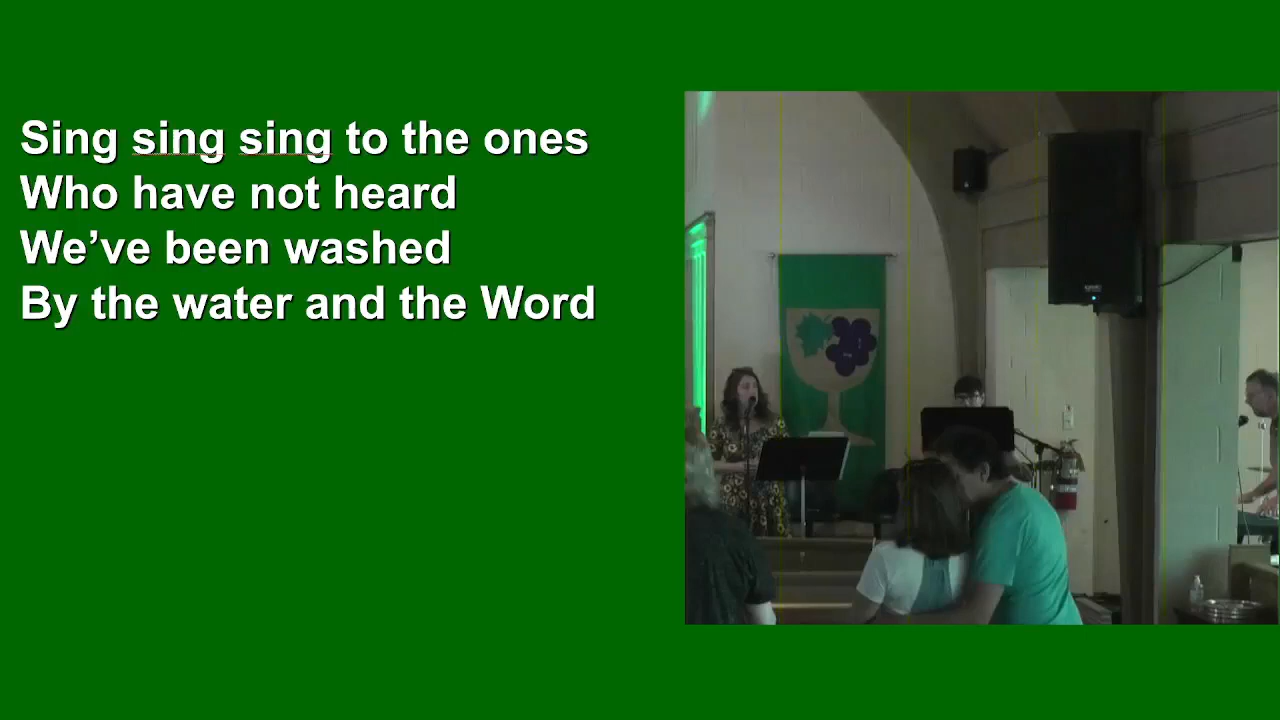 Sing sing sing to the ones
Who have not heard
We’ve been washed
By the water and the Word